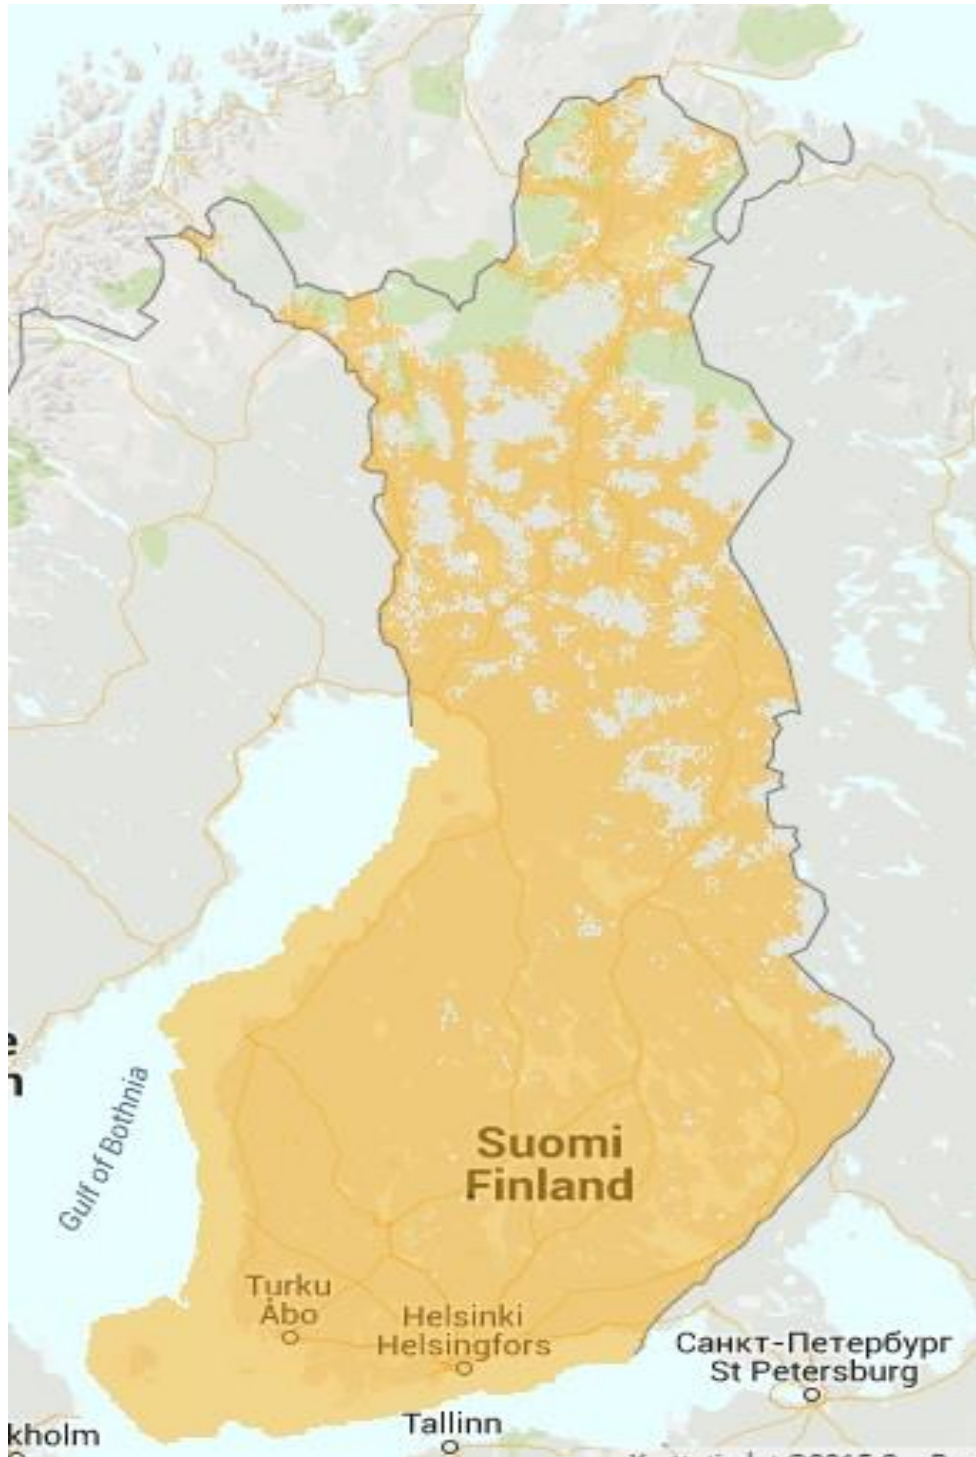 Gulf of Bothnia
Suomi
Finland
Turku
Åbo
Helsinki
Helsingfors
Санкт-Петербург
St Petersburg
Tallinn
kholm